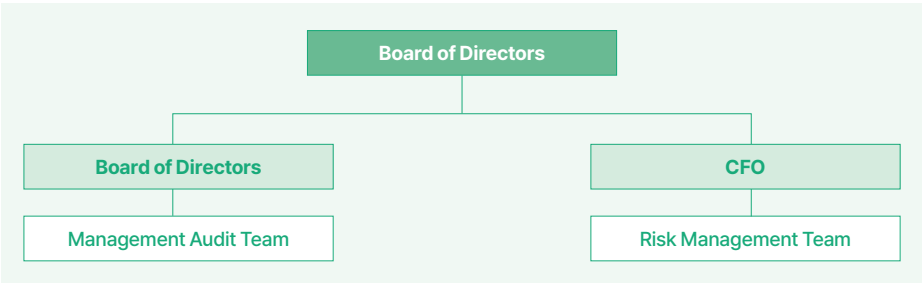 Board of Directors
Board of Directors
CFO
Management Audit Team
Risk Management Team